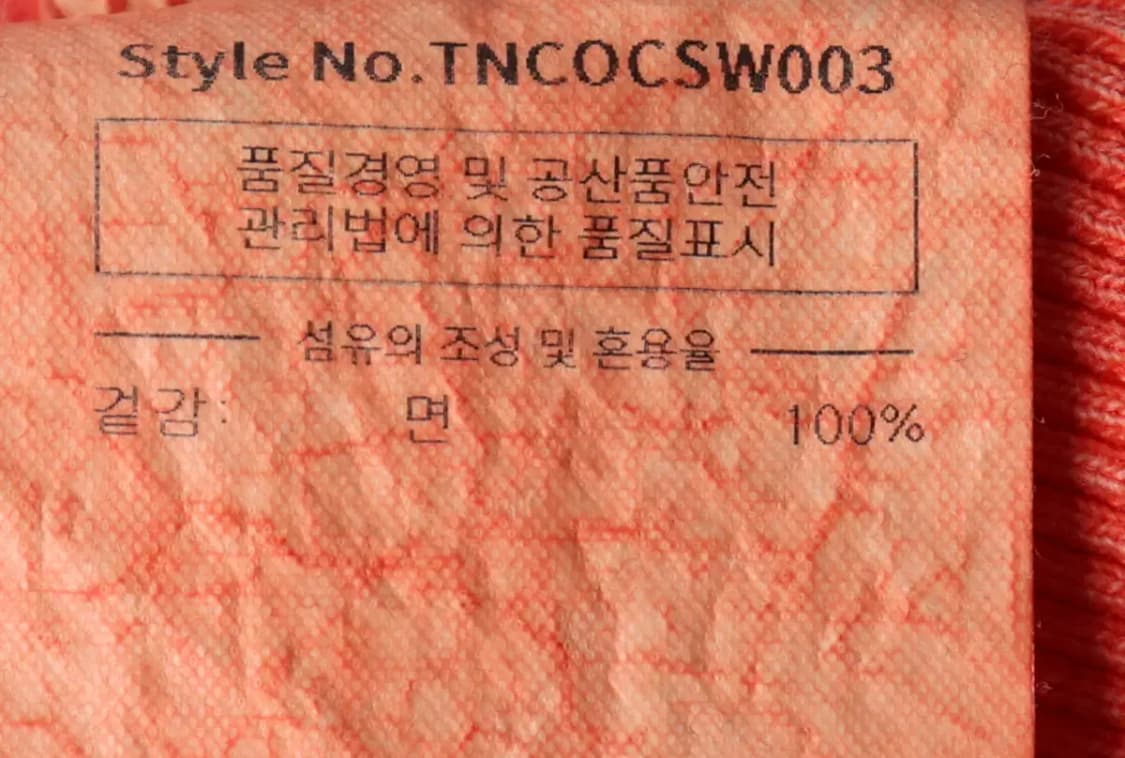 Style No.TNCOCSW003
품질경영 및 공산품안전
관리법에 의한 품질표시
섬유의 조성 및 혼용율
겉감: 면 100%